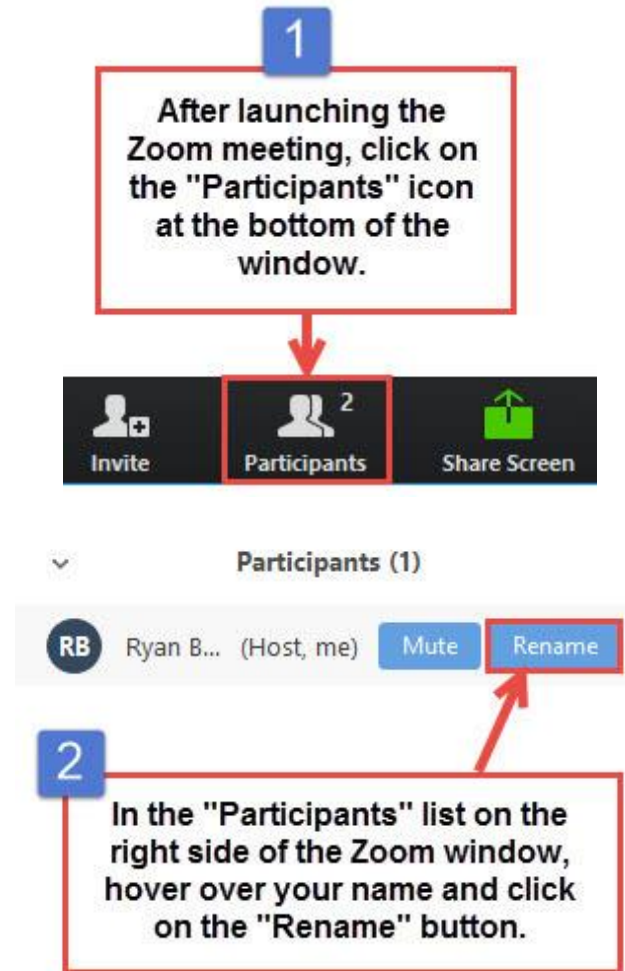 1
After launching the
Zoom meeting, click on
the "Participants" icon
at the bottom of the
window.
2
Invite Participants Share Screen
Participants (1)
RB Ryan B... (Host, me) Mute Rename
2
In the "Participants" list on the
right side of the Zoom window,
hover over your name and click
on the "Rename" button.